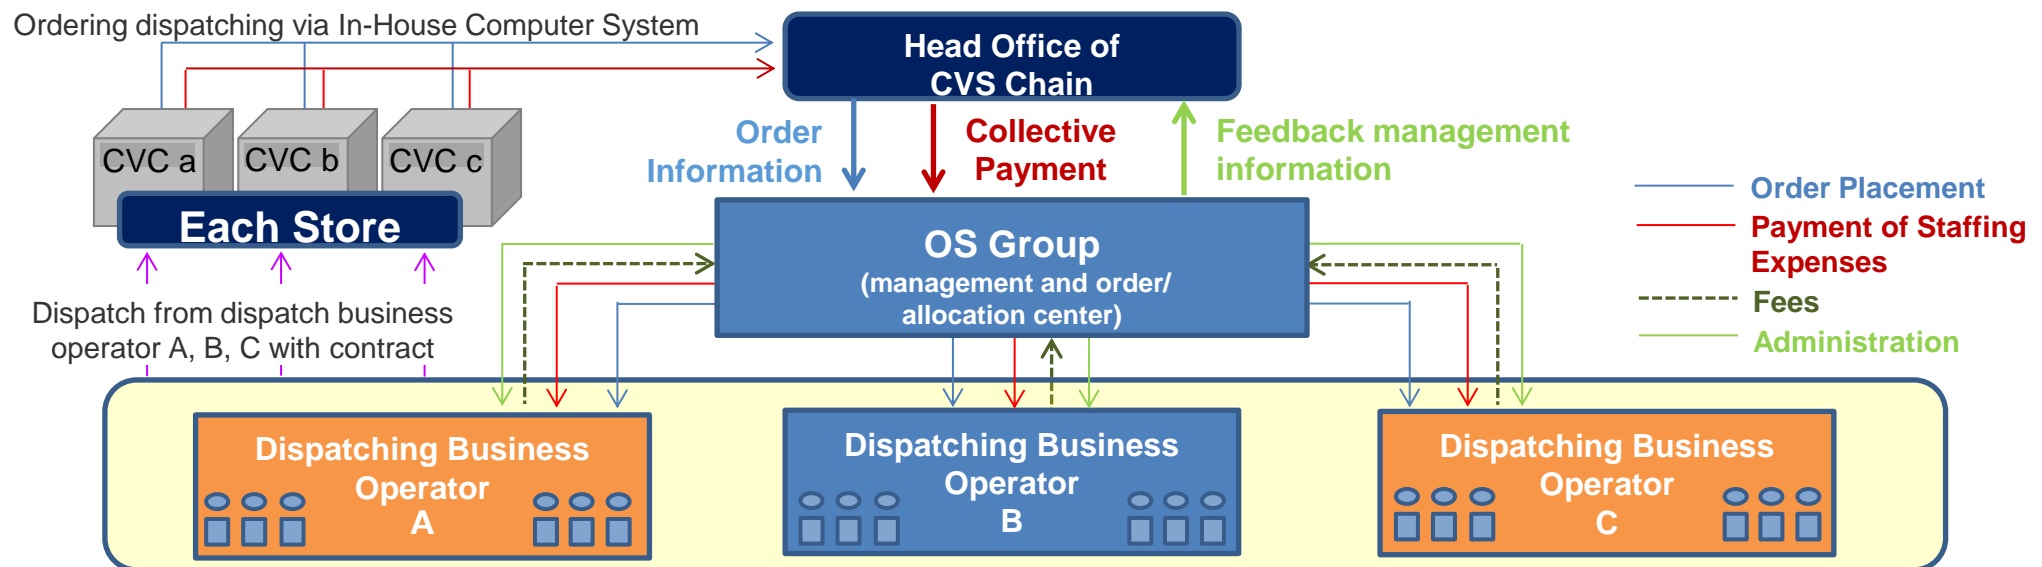 Ordering dispatching via In-House Computer System
Head Office of
CVS Chain
CVC a
CVC b
CVC c
Each Store
Order
Information
Collective
Payment
Feedback management
information
Order Placement
Payment of Staffing
Expenses
Fees
Administration
OS Group
(management and order/
allocation center)
Dispatch from dispatch business
operator A, B, C with contract
Dispatching Business
Operator
A
Dispatching Business
Operator
B
Dispatching Business
Operator
C